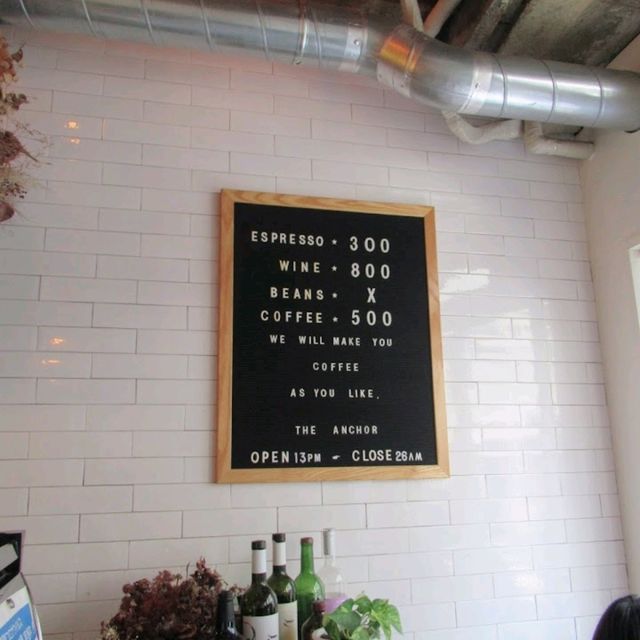 ESPRESSO • 300
WINE • 800
BEANS • X
COFFEE • 500
WE WILL MAKE YOU
COFFEE
AS YOU LIKE.
THE ANCHOR
OPEN 13PM - CLOSE 26AM